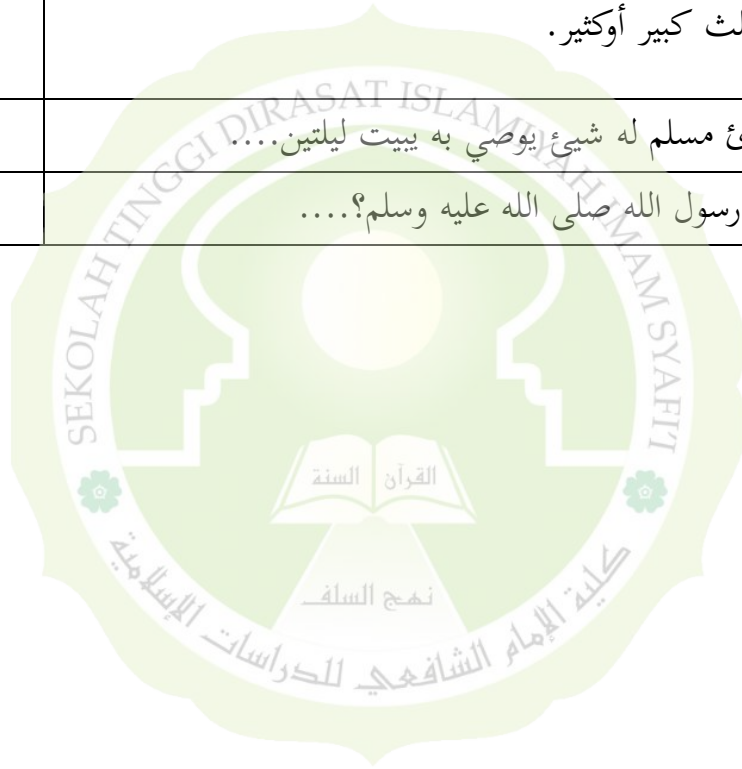 لث كبير أوكثير.
ئ مسلم له شيئ يوصي به يبيت ليلتين....
رسول الله صلى الله عليه وسلم؟....
SEKOLAH TINGGI DIRASAT ISLAMIYAH IMAM SYAFI'I
القرآن السنة
نهج السلف
كلية الإمام الشافعي للدراسات الإسلامية